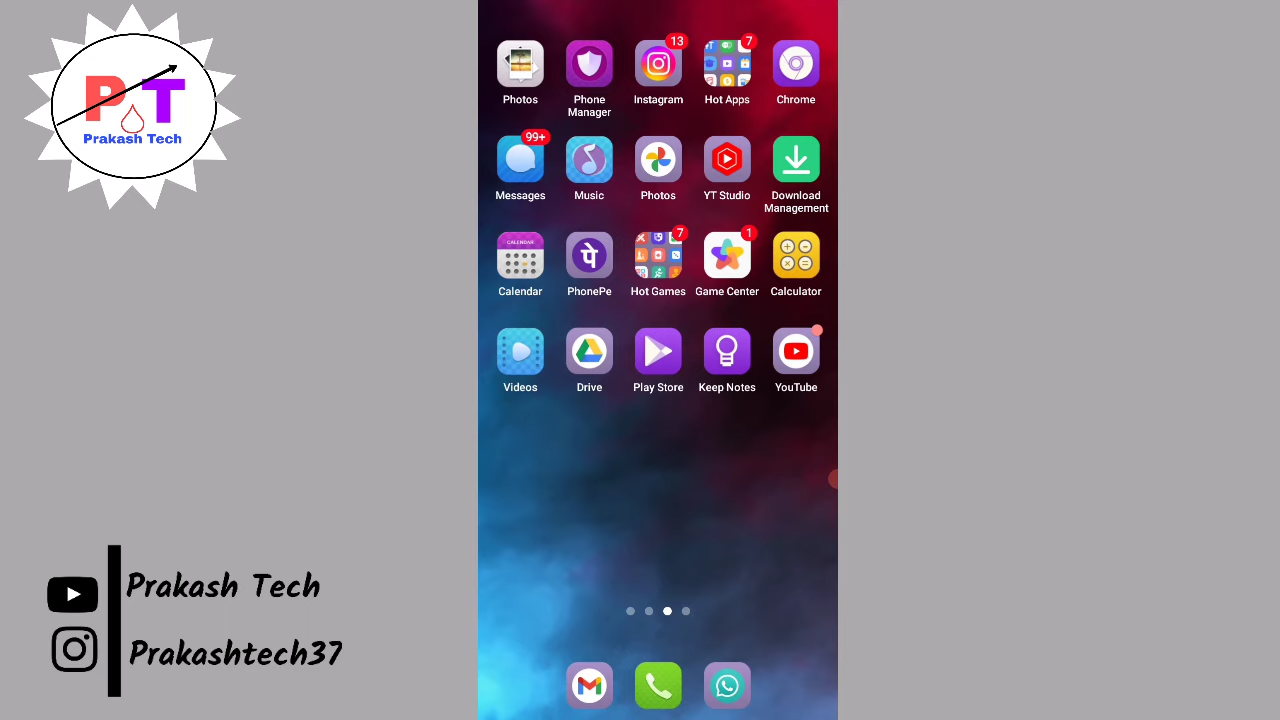 PT
Prakash Tech
Photos
Phone
Manager
13
Instagram
7
Hot Apps
Chrome
99+
Messages
Music
Photos
YT Studio
Download
Management
CALENDAR
Calendar
पे
PhonePe
7
Hot Games
1
Game Center
Calculator
Videos
Drive
Play Store
Keep Notes
YouTube
Prakash Tech
Prakashtech37